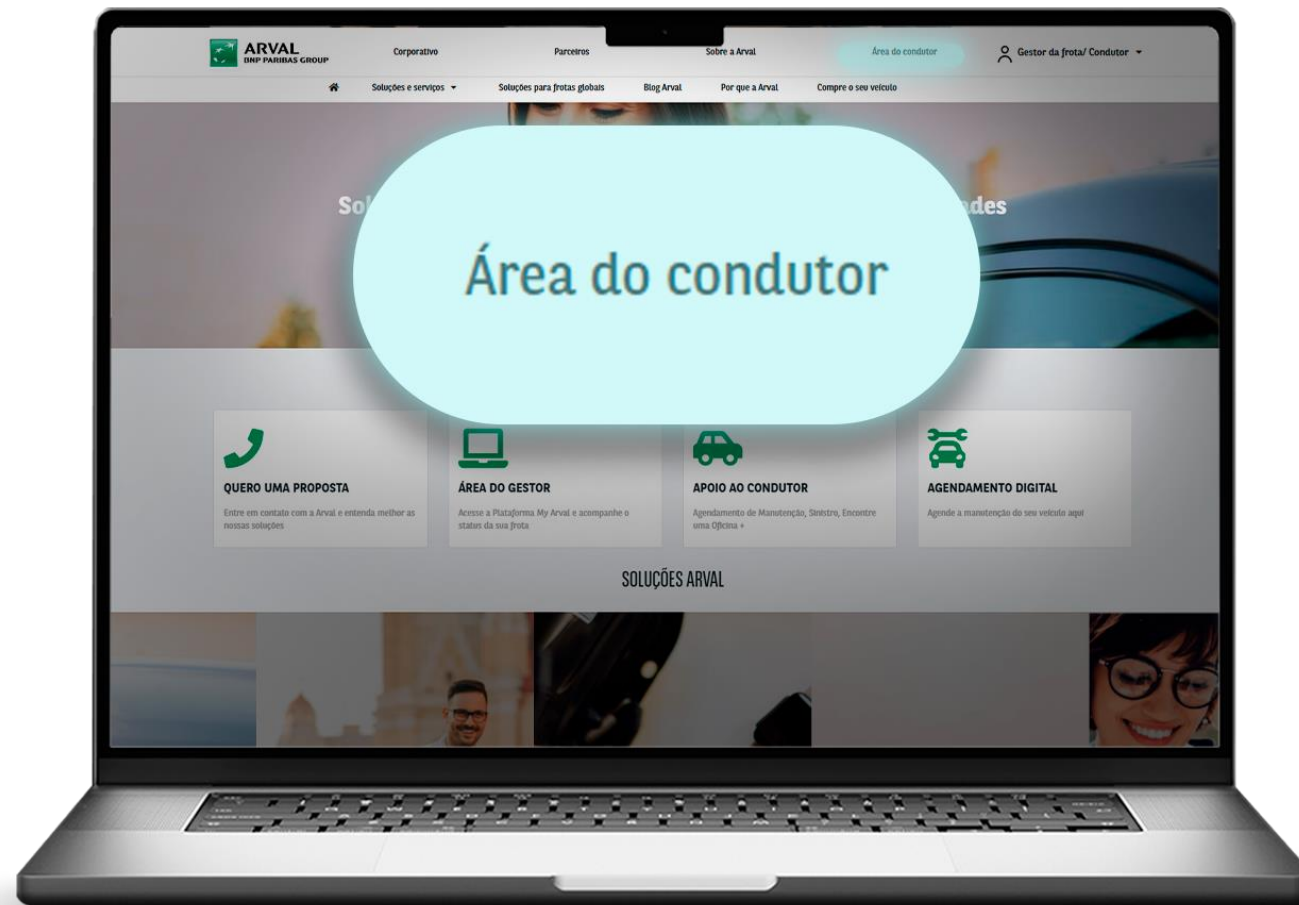 ARVAL
BNP PARIBAS GROUP
Corporativo
Parceiros
Sobre a Arval
Área do condutor
Gestor da frota/ Condutor
Soluções e serviços
Soluções para frotas globais
Blog Arval
Por que a Arval
Compre o seu veículo
Área do condutor
QUERO UMA PROPOSTA
Entre em contato com a Arval e entenda melhor as
nossas soluções
ÁREA DO GESTOR
Acesse a Plataforma My Arval e acompanhe o
status da sua frota
APOIO AO CONDUTOR
Agendamento de Manutenção, Sinistro, Encontre
uma Oficina +
AGENDAMENTO DIGITAL
Agende a manutenção do seu veículo aqui
SOLUÇÕES ARVAL